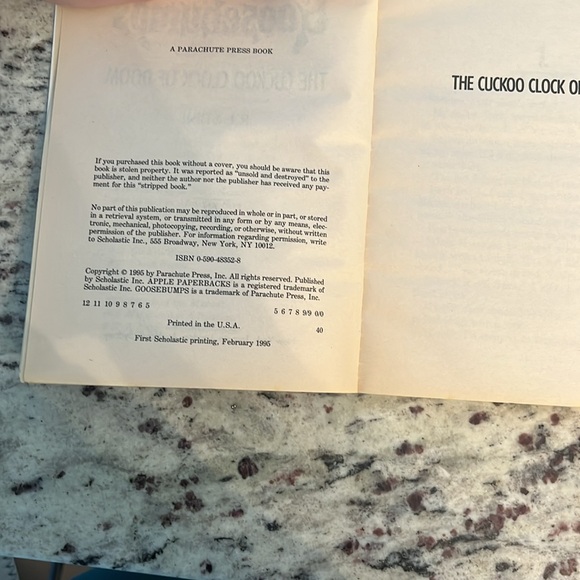 A PARACHUTE PRESS BOOK
If you purchased this book without a cover, you should be aware that this
book is stolen property. It was reported as "unsold and destroyed" to the
publisher, and neither the author nor the publisher has received any pay-
ment for this "stripped book."
No part of this publication may be reproduced in whole or in part, or stored
in a retrieval system, or transmitted in any form or by any means, elec-
tronic, mechanical, photocopying, recording, or otherwise, without written
permission of the publisher. For information regarding permission, write
to Scholastic Inc., 555 Broadway, New York, NY 10012.
ISBN 0-590-48352-8
Copyright © 1995 by Parachute Press, Inc. All rights reserved. Published
by Scholastic Inc. APPLE PAPERBACKS is a registered trademark of
Scholastic Inc. GOOSEBUMPS is a trademark of Parachute Press, Inc.
12 11 10 9 8 7 6 5 5 6 7 8 9/9 0/0
Printed in the U.S.A. 40
First Scholastic printing, February 1995
THE CUCKOO CLOCK